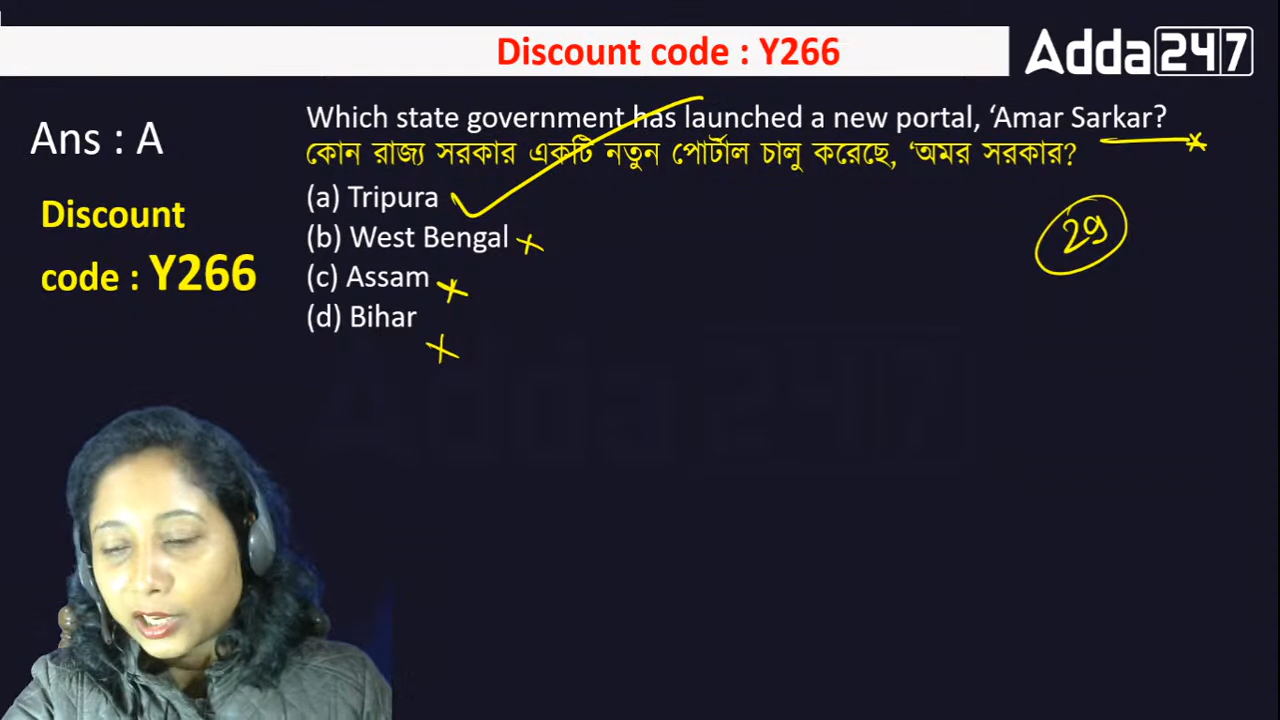 Discount code : Y266
Adda247
Ans : A
Discount
code : Y266
Which state government has launched a new portal, ‘Amar Sarkar?
কোন রাজ্য সরকার একটি নতুন পোর্টাল চালু করেছে, ‘অমর সরকার?
(a) Tripura
(b) West Bengal
(c) Assam
(d) Bihar
29
Adda247